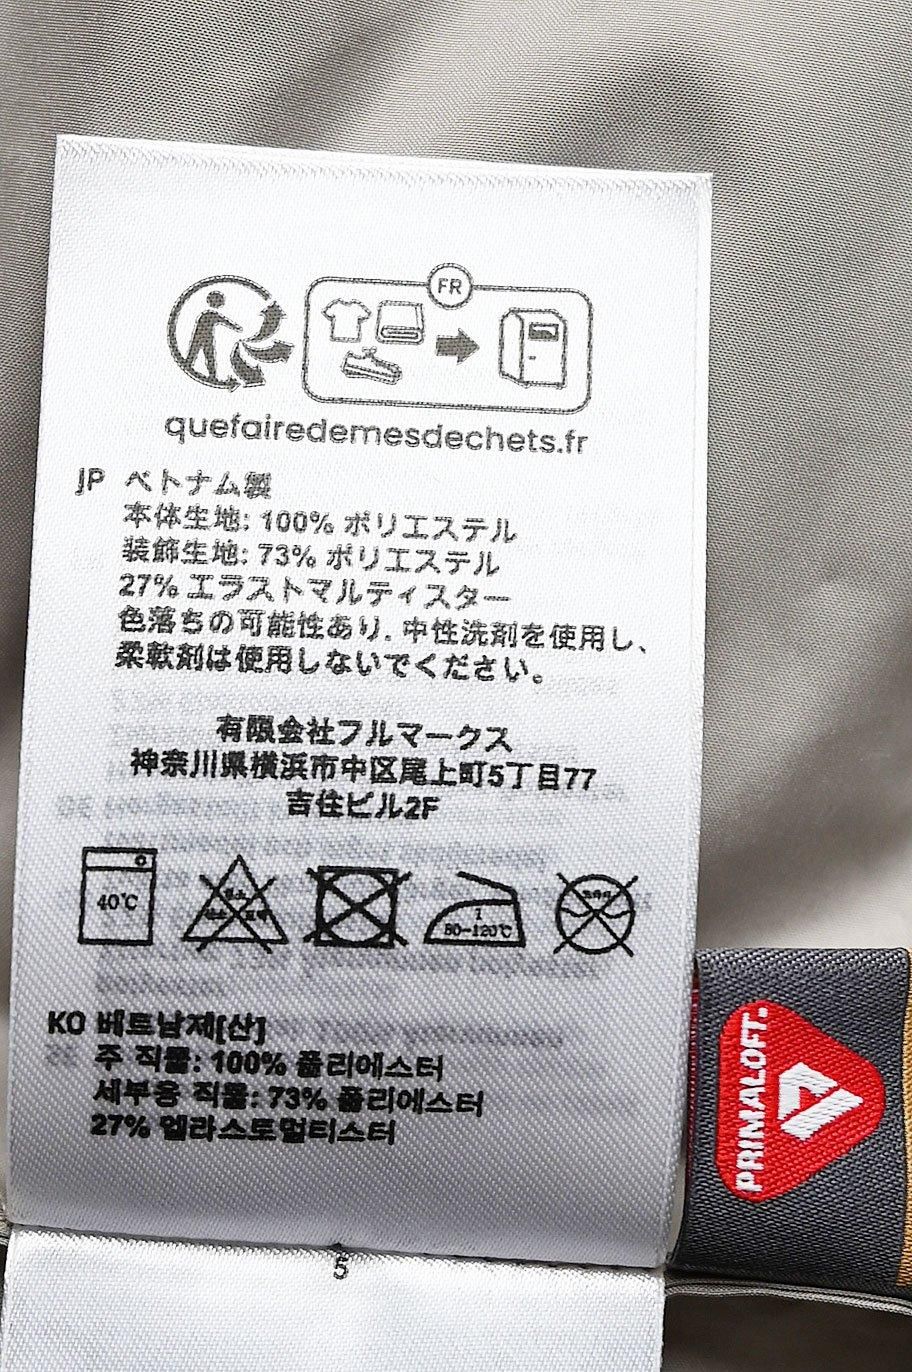 FR
quefairedemesdechets.fr
JP ベトナム製
本体生地: 100% ポリエステル
装飾生地: 73% ポリエステル
27% エラストマルティスター
色落ちの可能性あり. 中性洗剤を使用し、
柔軟剤は使用しないでください。
有限会社フルマークス
神奈川県横浜市中区尾上町5丁目77
吉住ビル2F
40℃
1
80-120℃
KO 베트남제[산]
주 직물: 100% 폴리에스터
세부용 직물: 73% 폴리에스터
27% 엘라스토멀티스터
5
PRIMALOFT.